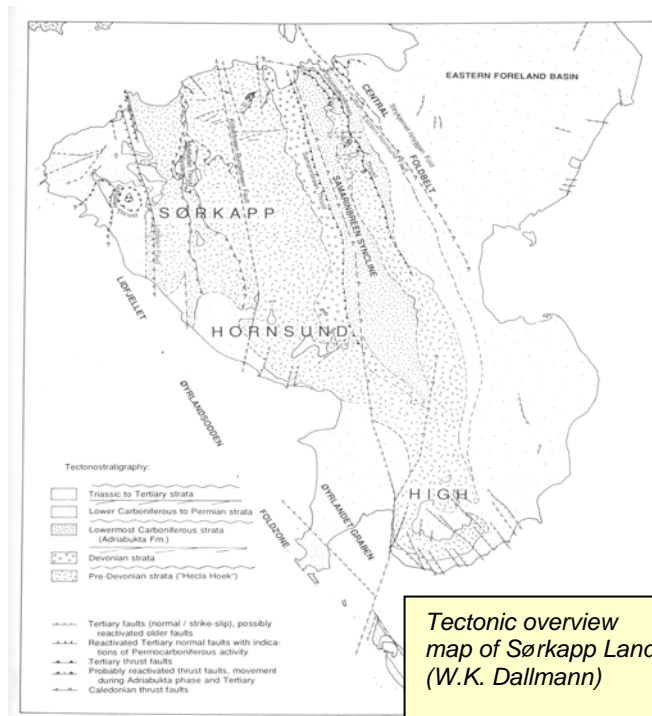 EASTERN FORELAND BASIN
CENTRAL
FOLDBELT
SAMARINBREEN SYNCLINE
SØRKAPP
Thrust
LIDFJELLET
HORNSUND
ØYRLANDSODDEN
HIGH
ØYRLANDET GRABEN
FOLDZONE
Tectonostratigraphy:
Triassic to Tertiary strata
Lower Carboniferous to Permian strata
Lowermost Carboniferous strata
(Adriabukta Fm.)
Devonian strata
Pre-Devonian strata ("Hecla Hoek")
Tertiary faults (normal / strike-slip), possibly
reactivated older faults
Reactivated Tertiary normal faults with indica-
tions of Permocarboniferous activity
Tertiary thrust faults
Probably reactivated thrust faults, movement
during Adriabukta phase and Tertiary
Caledonian thrust faults
Tectonic overview
map of Sørkapp Land
(W.K. Dallmann)